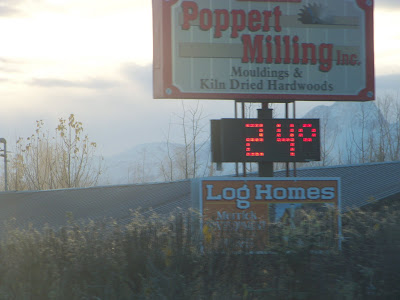 Poppert
Milling Inc.
Mouldings &
Kiln Dried Hardwoods
24°
Log Homes